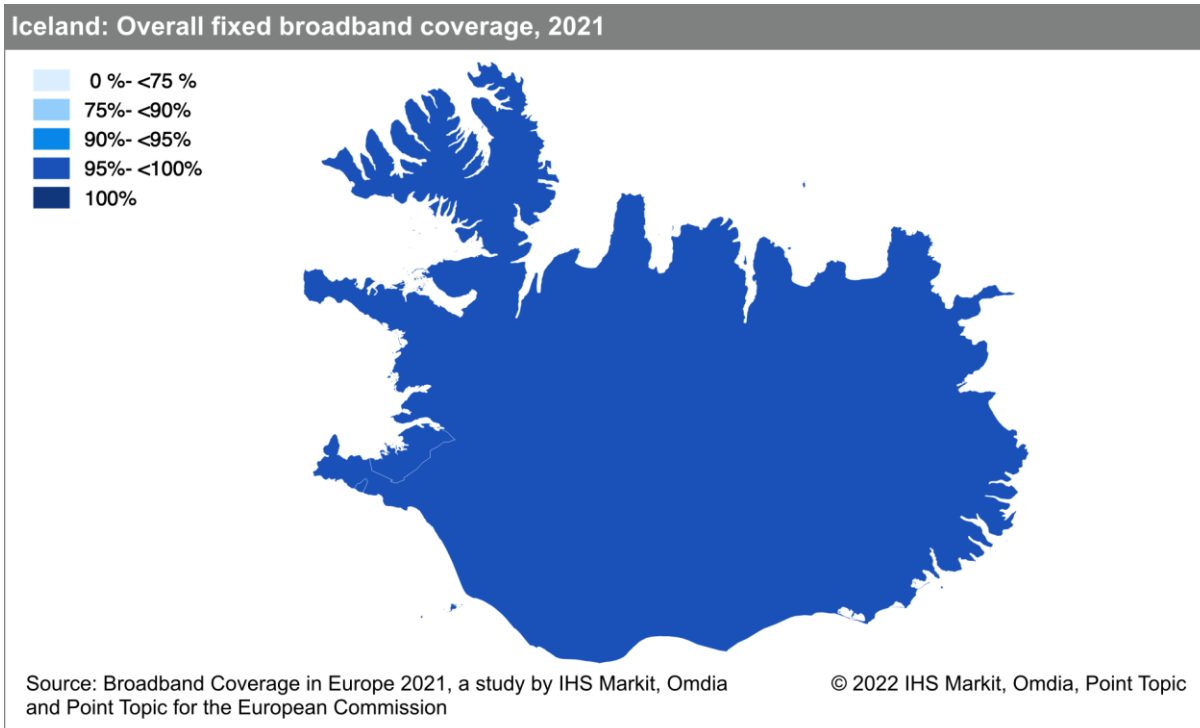 Iceland: Overall fixed broadband coverage, 2021
0 %- <75 %
75%- <90%
90%- <95%
95%- <100%
100%
Source: Broadband Coverage in Europe 2021, a study by IHS Markit, Omdia
and Point Topic for the European Commission
© 2022 IHS Markit, Omdia, Point Topic